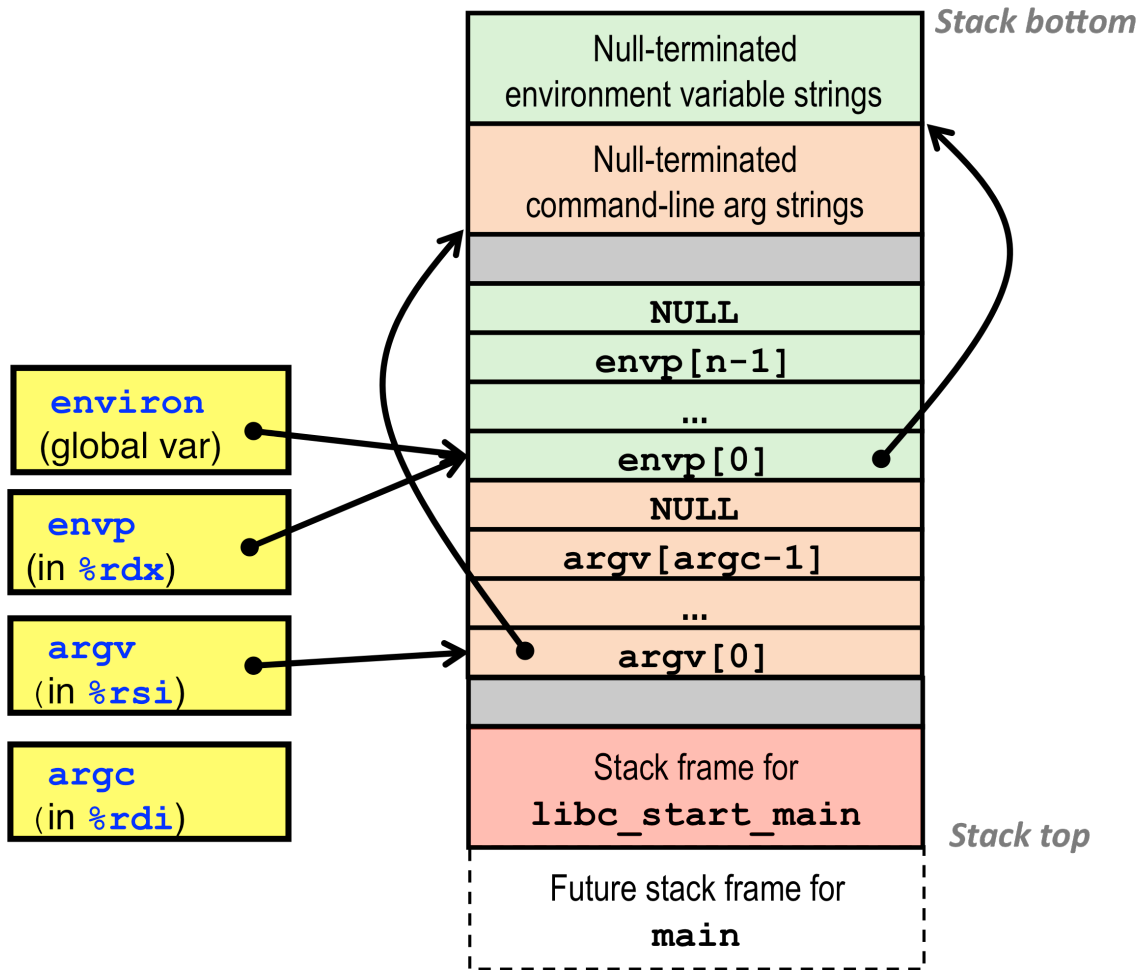 Stack bottom
Null-terminated
environment variable strings
Null-terminated
command-line arg strings
NULL
envp[n-1]
…
envp[0]
NULL
argv[argc-1]
…
argv[0]
Stack frame for
libc_start_main
Stack top
Future stack frame for
main
environ
(global var)
envp
(in %rdx)
argv
(in %rsi)
argc
(in %rdi)